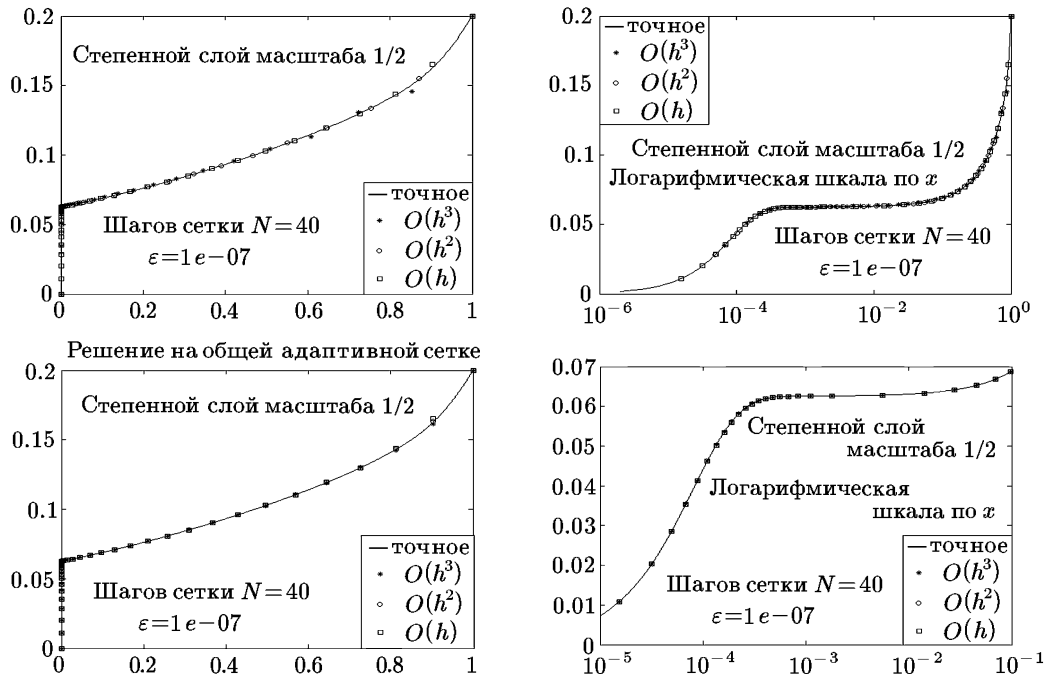 0.2
0.15
0.1
0.05
0
0
0.2
0.4
0.6
0.8
1
Степенной слой масштаба 1/2
Шагов сетки N=40
ε=1e−07
точное
O(h³)
O(h²)
O(h)
0.2
0.15
0.1
0.05
0
10⁻⁶
10⁻⁴
10⁻²
10⁰
точное
O(h³)
O(h²)
O(h)
Степенной слой масштаба 1/2
Логарифмическая шкала по x
Шагов сетки N=40
ε=1e−07
Решение на общей адаптивной сетке
0.2
0.15
0.1
0.05
0
0
0.2
0.4
0.6
0.8
1
Степенной слой масштаба 1/2
Шагов сетки N=40
ε=1e−07
точное
O(h³)
O(h²)
O(h)
0.07
0.06
0.05
0.04
0.03
0.02
0.01
0
10⁻⁵
10⁻⁴
10⁻³
10⁻²
10⁻¹
Степенной слой
масштаба 1/2
Логарифмическая
шкала по x
Шагов сетки N=40
ε=1e−07
точное
O(h³)
O(h²)
O(h)